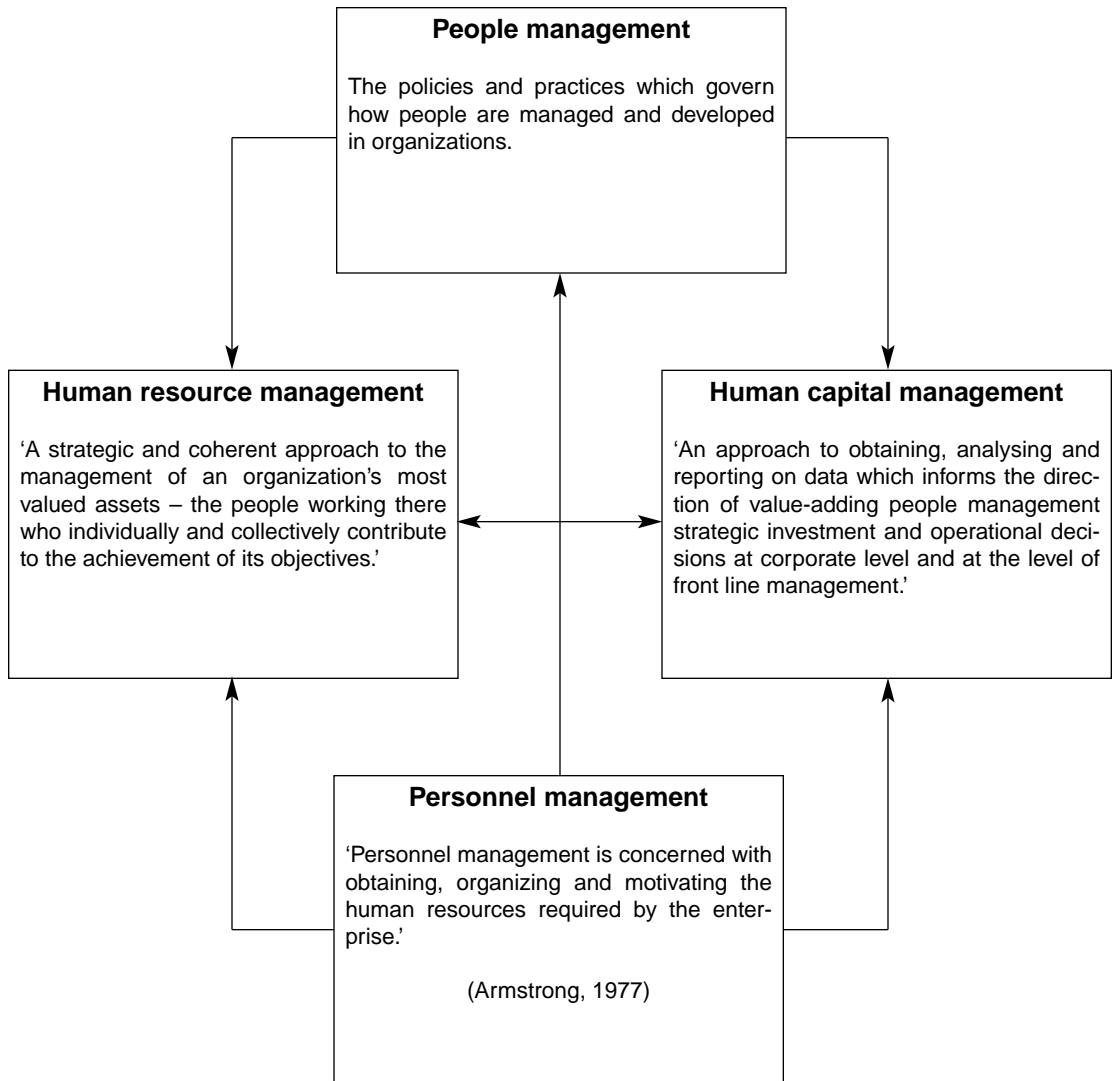 People management
The policies and practices which govern
how people are managed and developed
in organizations.
Human resource management
‘A strategic and coherent approach to the
management of an organization’s most
valued assets – the people working there
who individually and collectively contribute
to the achievement of its objectives.’
Human capital management
‘An approach to obtaining, analysing and
reporting on data which informs the direc-
tion of value-adding people management
strategic investment and operational deci-
sions at corporate level and at the level of
front line management.’
Personnel management
‘Personnel management is concerned with
obtaining, organizing and motivating the
human resources required by the enter-
prise.’
(Armstrong, 1977)